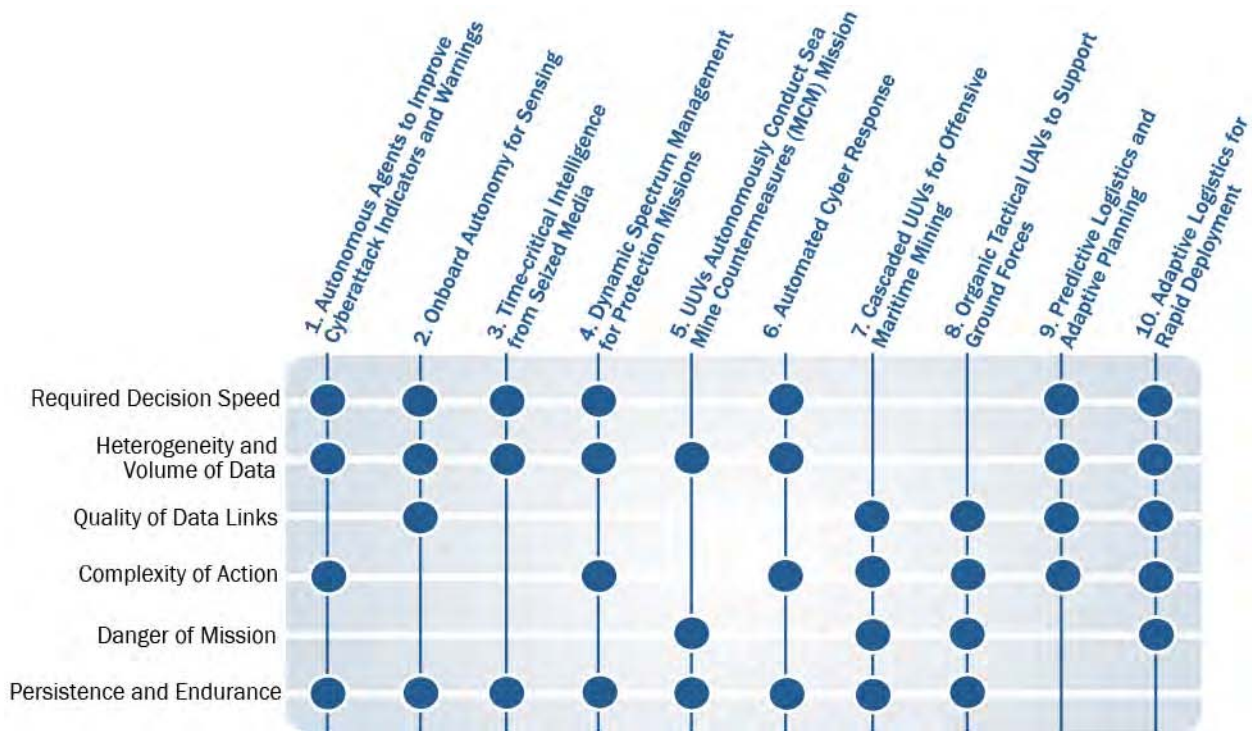 1. Autonomous Agents to Improve
Cyberattack Indicators and Warnings
2. Onboard Autonomy for Sensing
3. Time-critical Intelligence
from Seized Media
4. Dynamic Spectrum Management
for Protection Missions
5. UUVs Autonomously Conduct Sea
Mine Countermeasures (MCM) Mission
6. Automated Cyber Response
7. Cascaded UUVs for Offensive
Maritime Mining
8. Organic Tactical UAVs to Support
Ground Forces
9. Predictive Logistics and
Adaptive Planning
10. Adaptive Logistics for
Rapid Deployment
Required Decision Speed
Heterogeneity and
Volume of Data
Quality of Data Links
Complexity of Action
Danger of Mission
Persistence and Endurance